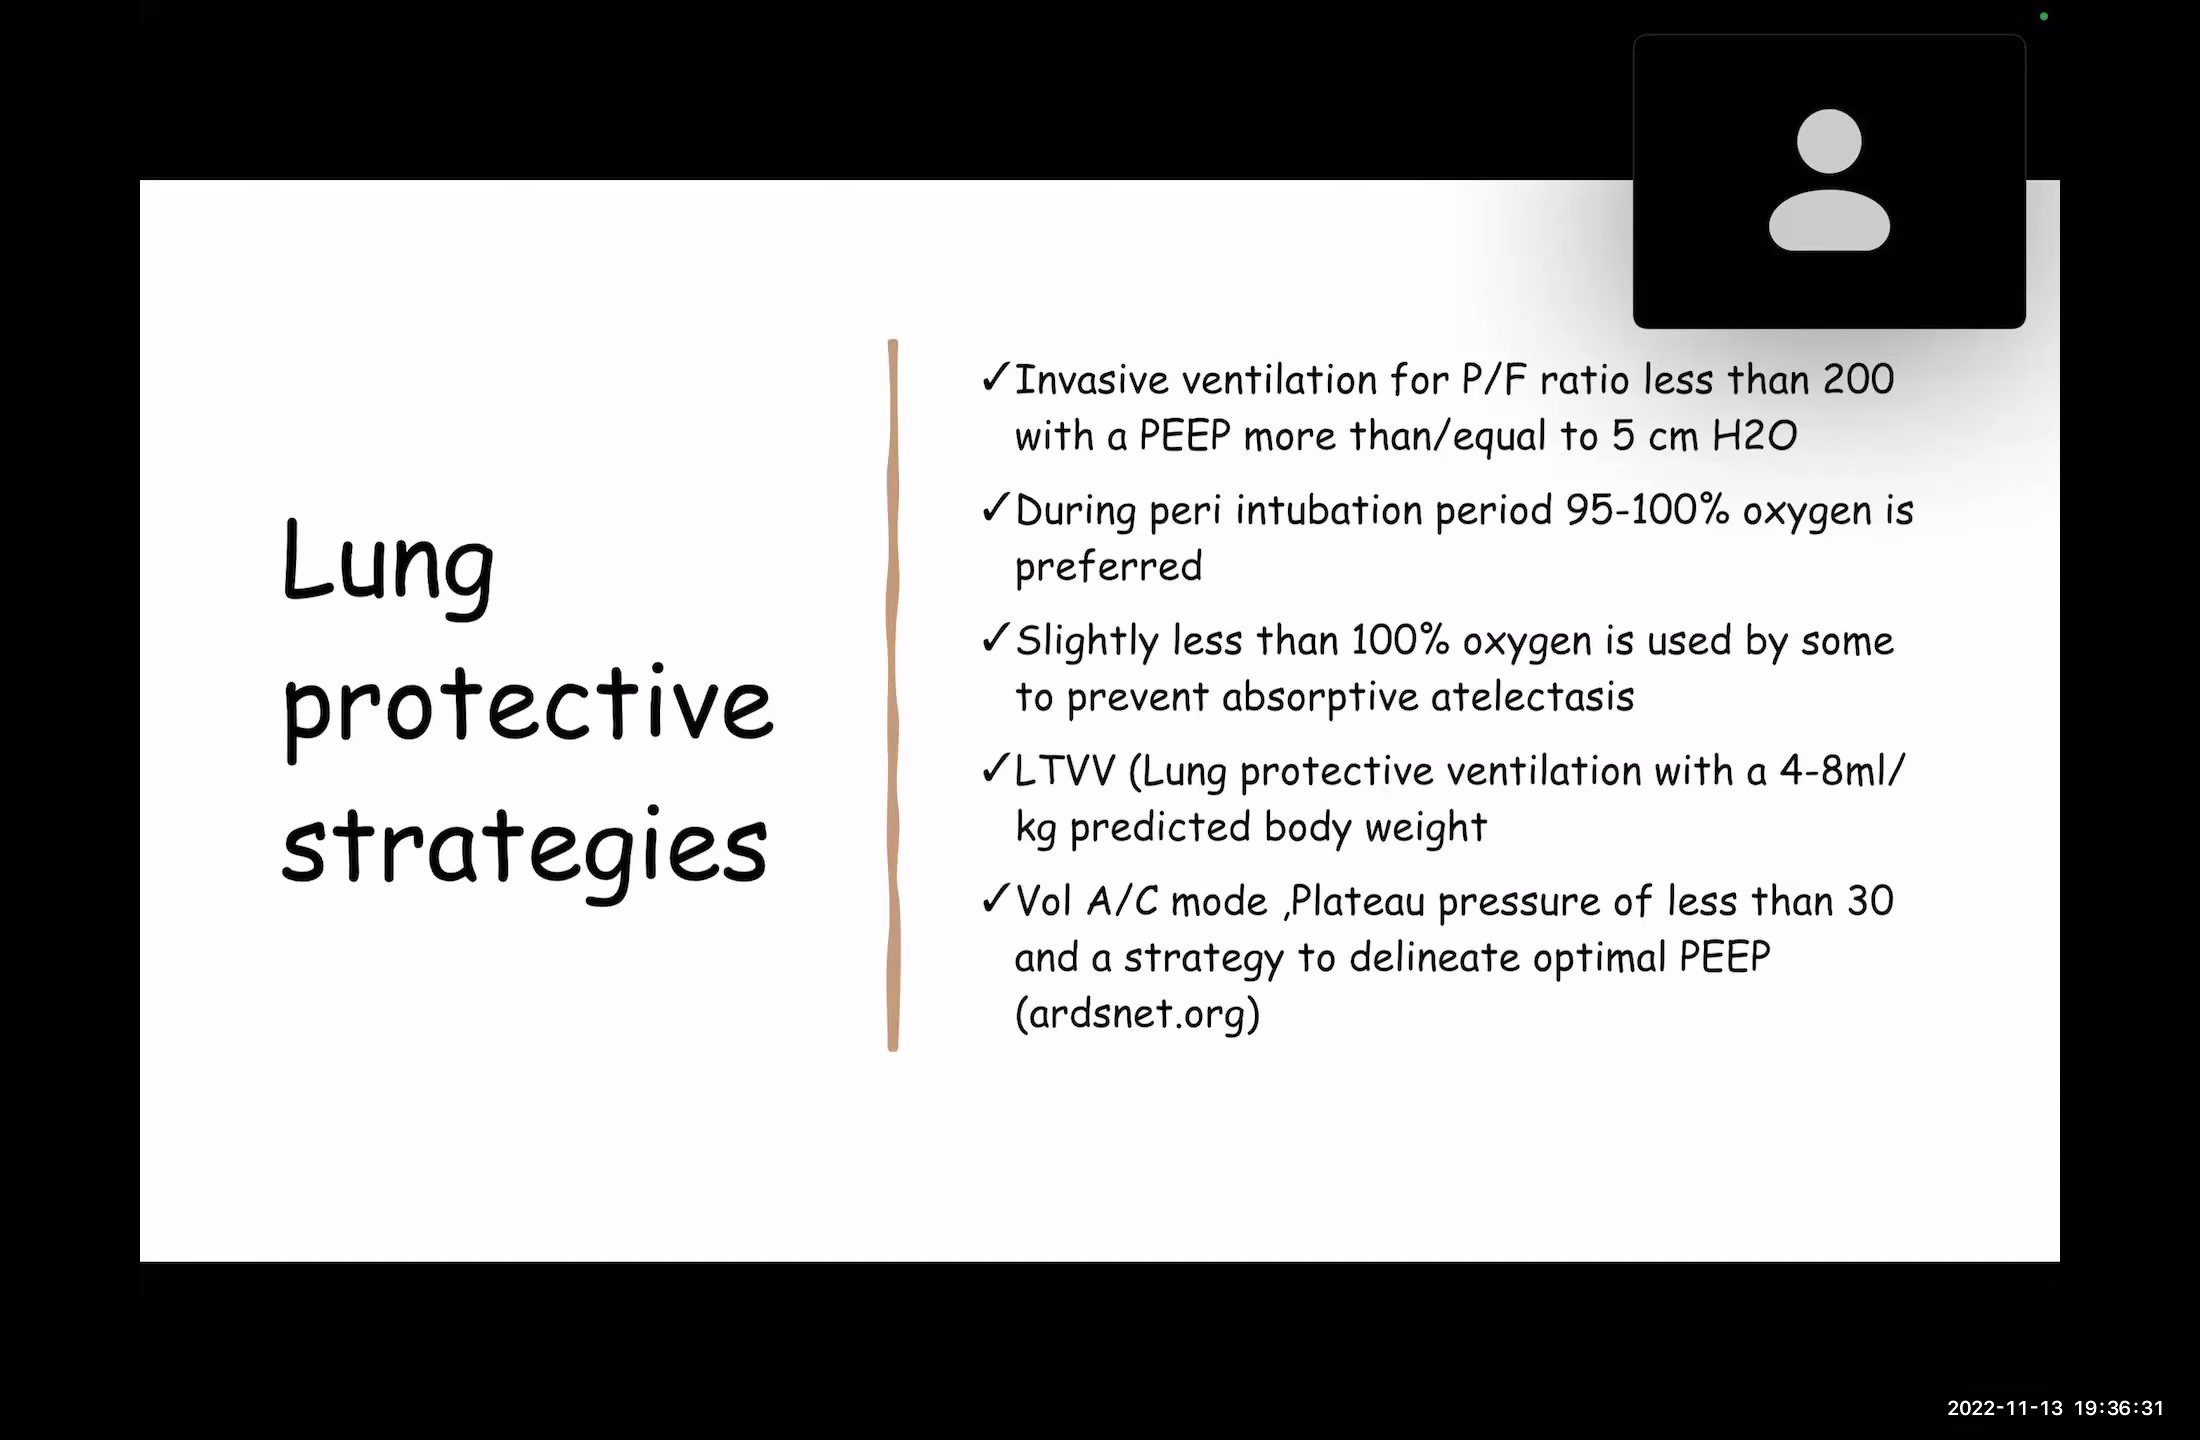 Lung
protective
strategies
✓Invasive ventilation for P/F ratio less than 200
with a PEEP more than/equal to 5 cm H2O
✓During peri intubation period 95-100% oxygen is
preferred
✓Slightly less than 100% oxygen is used by some
to prevent absorptive atelectasis
✓LTVV (Lung protective ventilation with a 4-8ml/
kg predicted body weight
✓Vol A/C mode ,Plateau pressure of less than 30
and a strategy to delineate optimal PEEP
(ardsnet.org)
2022-11-13 19:36:31